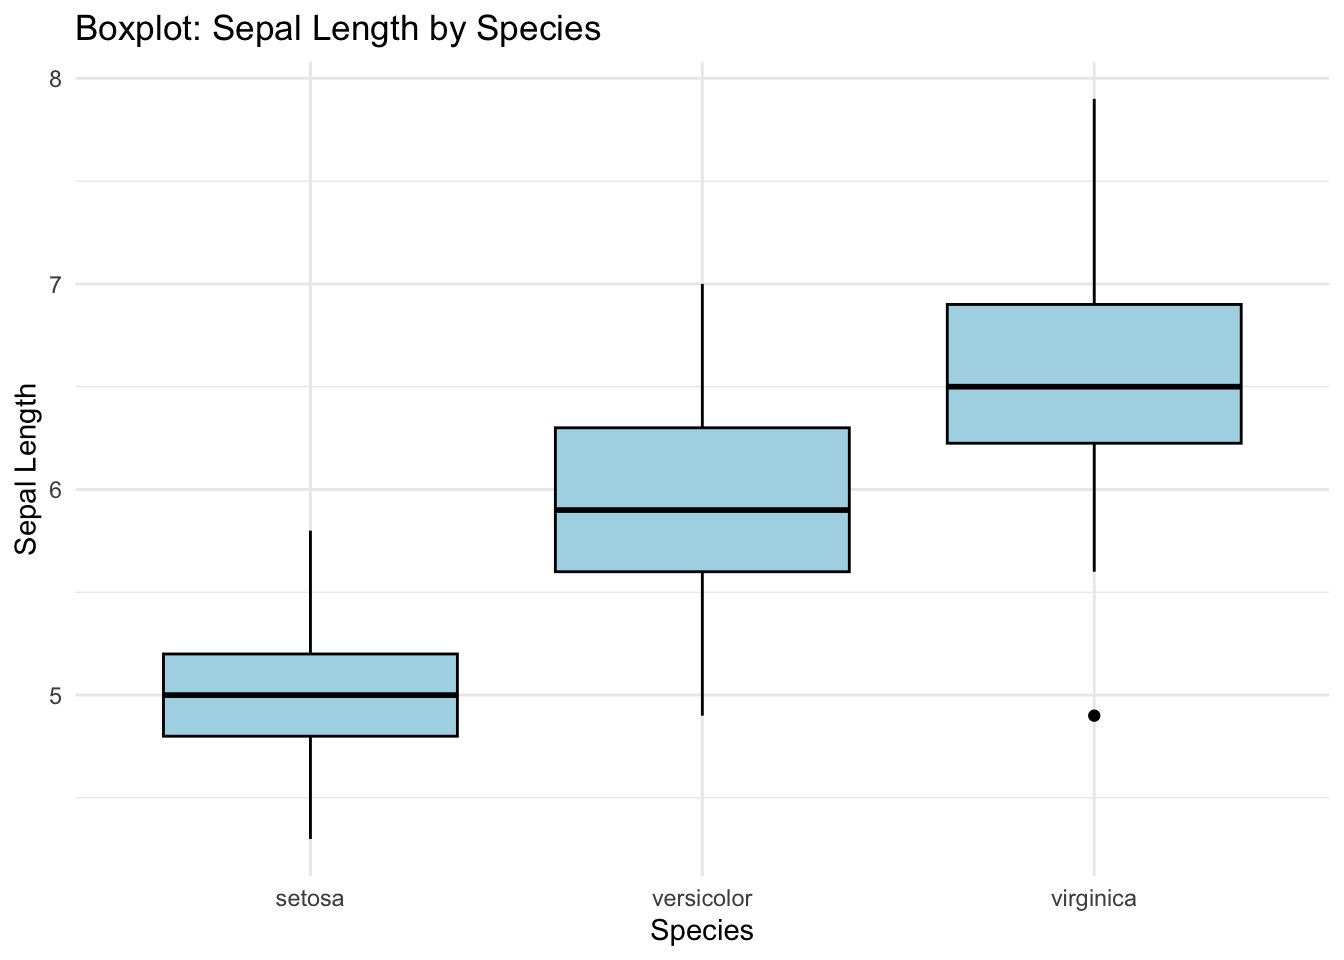 Boxplot: Sepal Length by Species
8
7
6
5
Sepal Length
setosa
versicolor
virginica
Species